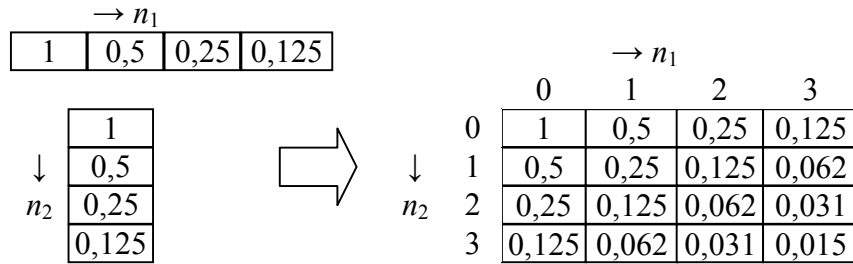 → n₁
1 0,5 0,25 0,125
→ n₁
0 1 2 3
1
0,5
0,25
0,125
↓
n₂
↓
n₂
0 1 0,5 0,25 0,125
1 0,5 0,25 0,125 0,062
2 0,25 0,125 0,062 0,031
3 0,125 0,062 0,031 0,015